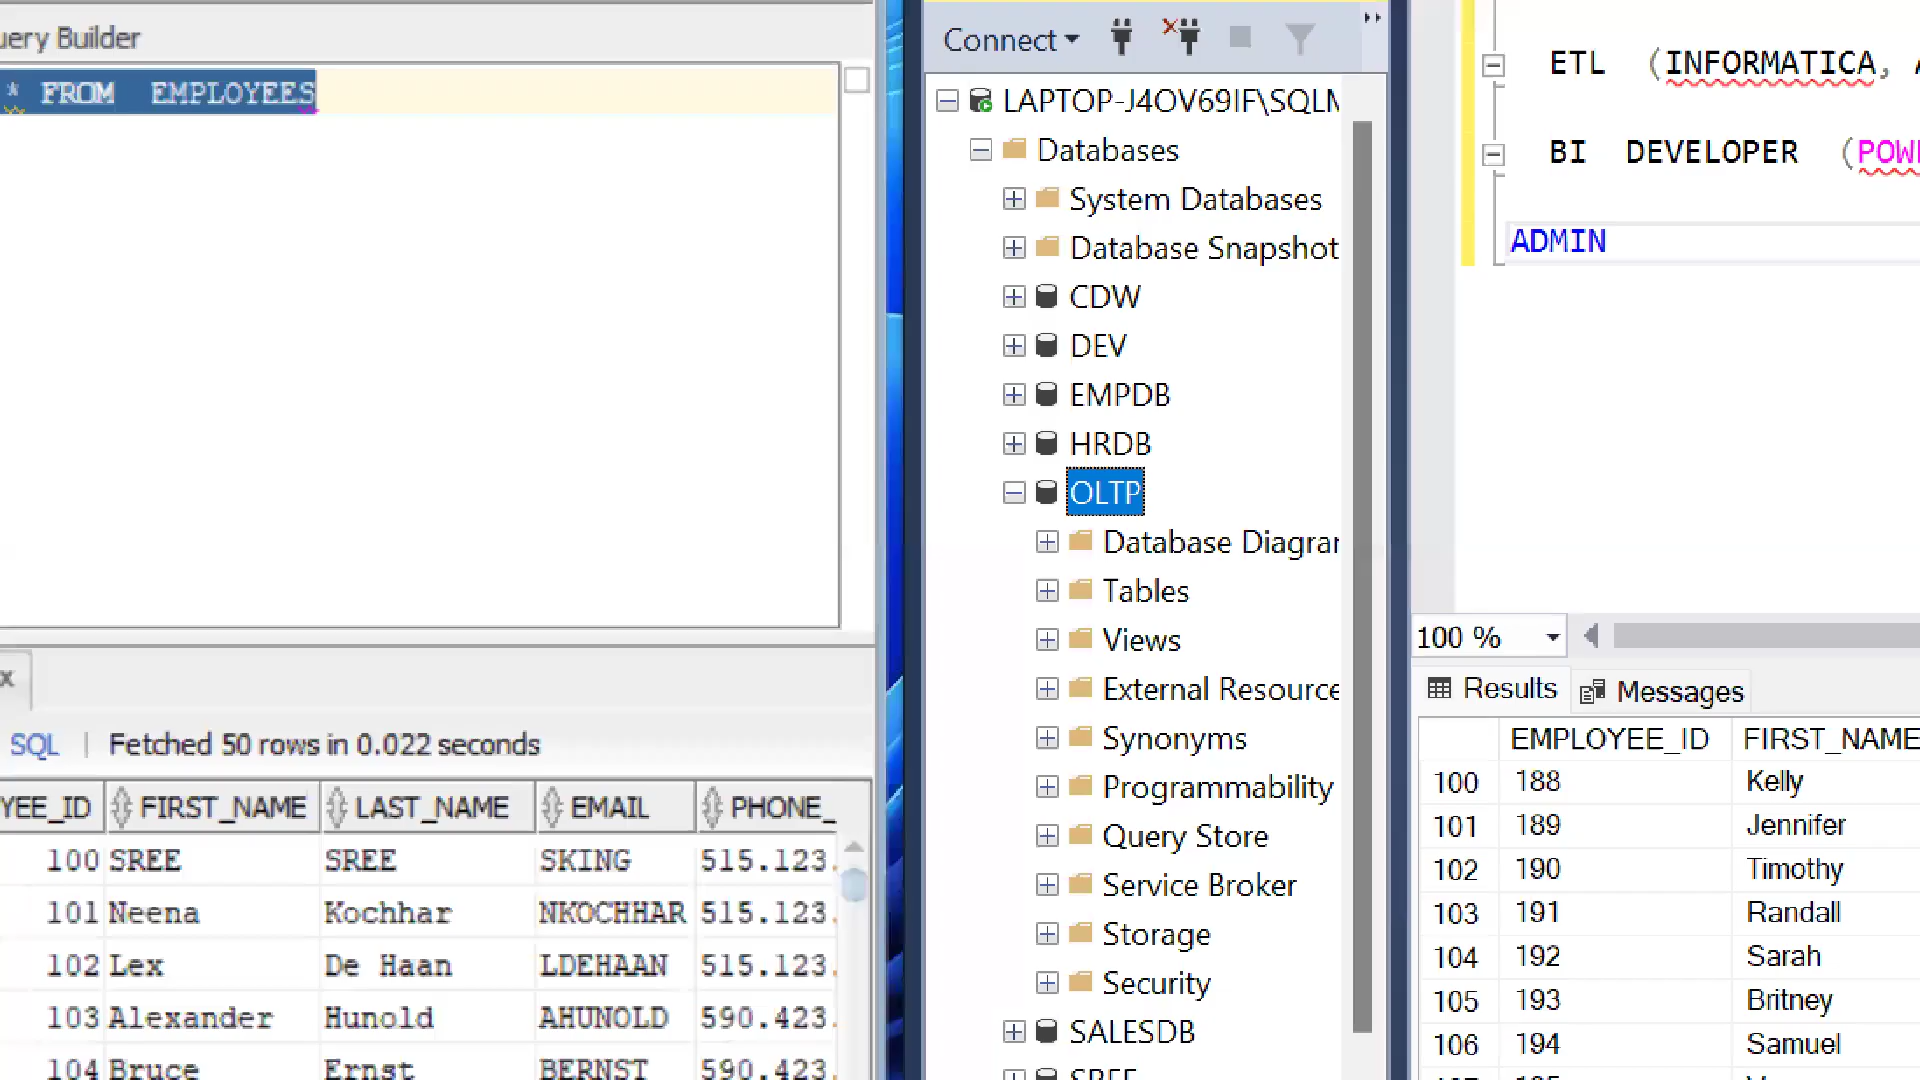 uery Builder
* FROM EMPLOYEES
x
SQL | Fetched 50 rows in 0.022 seconds
YEE_ID FIRST_NAME LAST_NAME EMAIL PHONE_
100 SREE SREE SKING 515.123.
101 Neena Kochhar NKOCHHAR 515.123.
102 Lex De Haan LDEHAAN 515.123.
103 Alexander Hunold AHUNOLD 590.423.
104 Bruce Ernst BERNST 590.423.
Connect
LAPTOP-J4OV69IF\SQLM
Databases
System Databases
Database Snapshot
CDW
DEV
EMPDB
HRDB
OLTP
Database Diagrar
Tables
Views
External Resource
Synonyms
Programmability
Query Store
Service Broker
Storage
Security
SALESDB
SREE
ETL (INFORMATICA, A
BI DEVELOPER (POWE
ADMIN
100 %
Results Messages
EMPLOYEE_ID FIRST_NAME
100 188 Kelly
101 189 Jennifer
102 190 Timothy
103 191 Randall
104 192 Sarah
105 193 Britney
106 194 Samuel